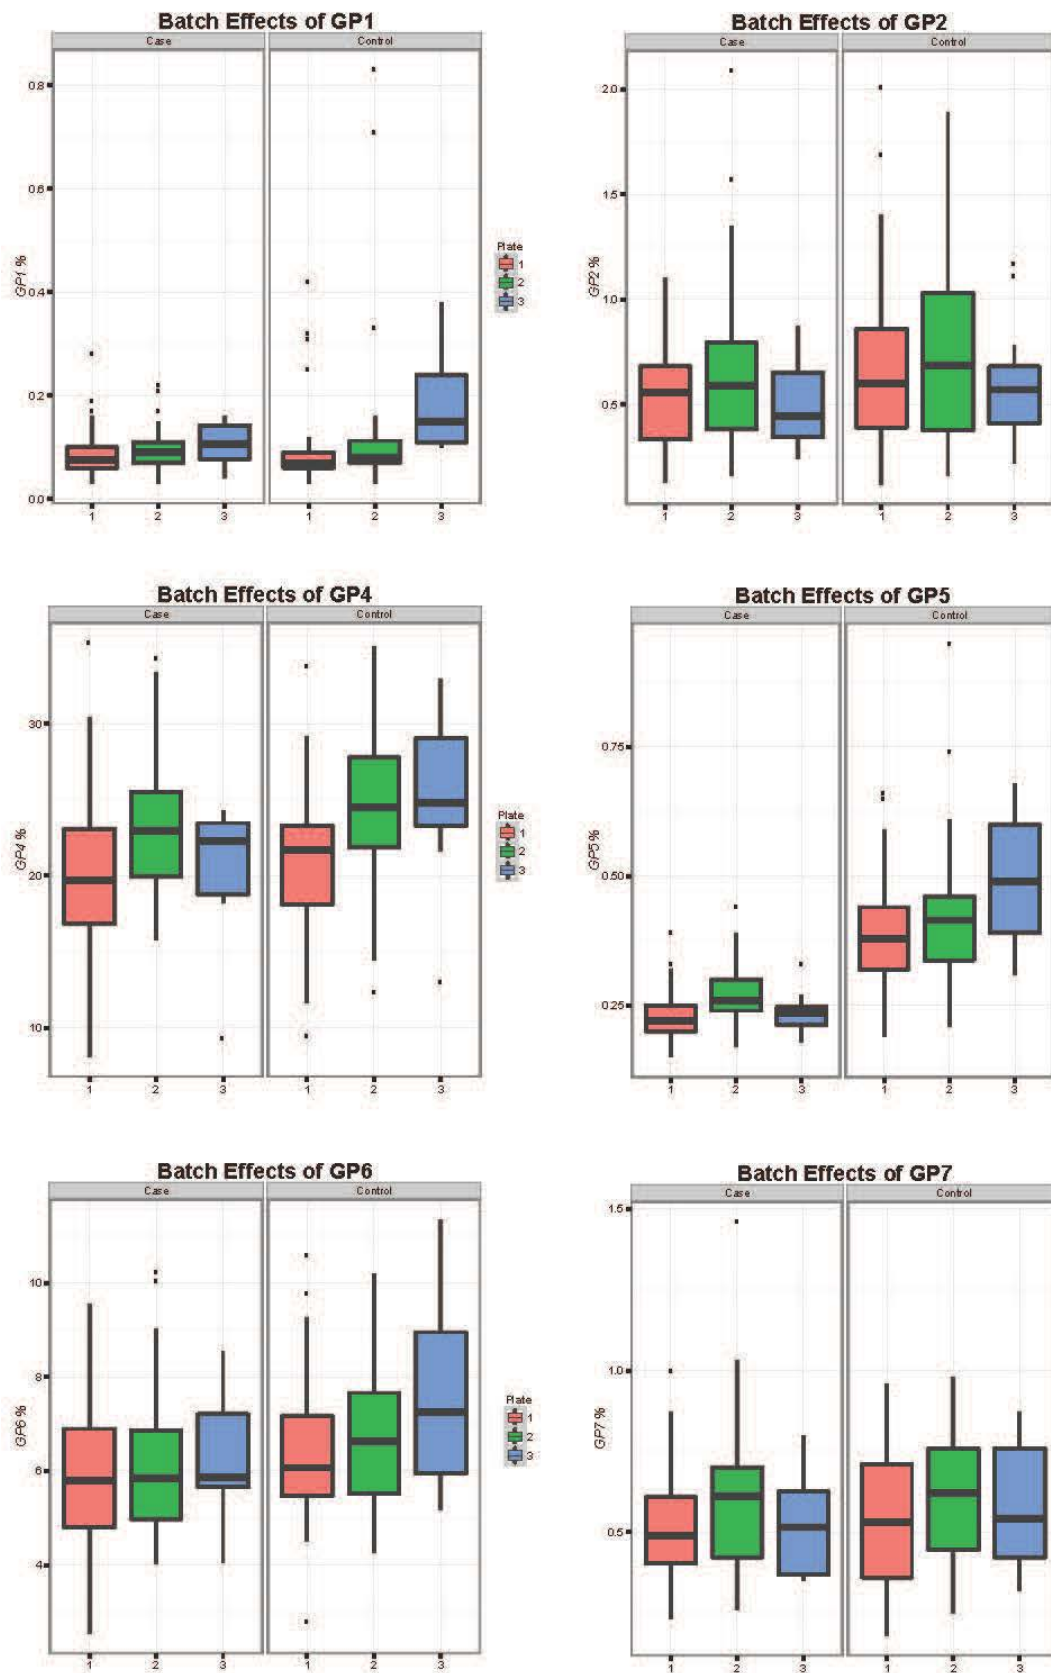 Batch Effects of GP1
Case Control
0.8
0.6
0.4
0.2
0.0
GP1 %
1 2 3 1 2 3
Plate
1
2
3
Batch Effects of GP2
Case Control
2.0
1.5
1.0
0.5
GP2 %
1 2 3 1 2 3
Batch Effects of GP4
Case Control
30
20
10
GP4 %
1 2 3 1 2 3
Plate
1
2
3
Batch Effects of GP5
Case Control
0.75
0.50
0.25
GP5 %
1 2 3 1 2 3
Batch Effects of GP6
Case Control
10
8
6
4
GP6 %
1 2 3 1 2 3
Plate
1
2
3
Batch Effects of GP7
Case Control
1.5
1.0
0.5
GP7 %
1 2 3 1 2 3